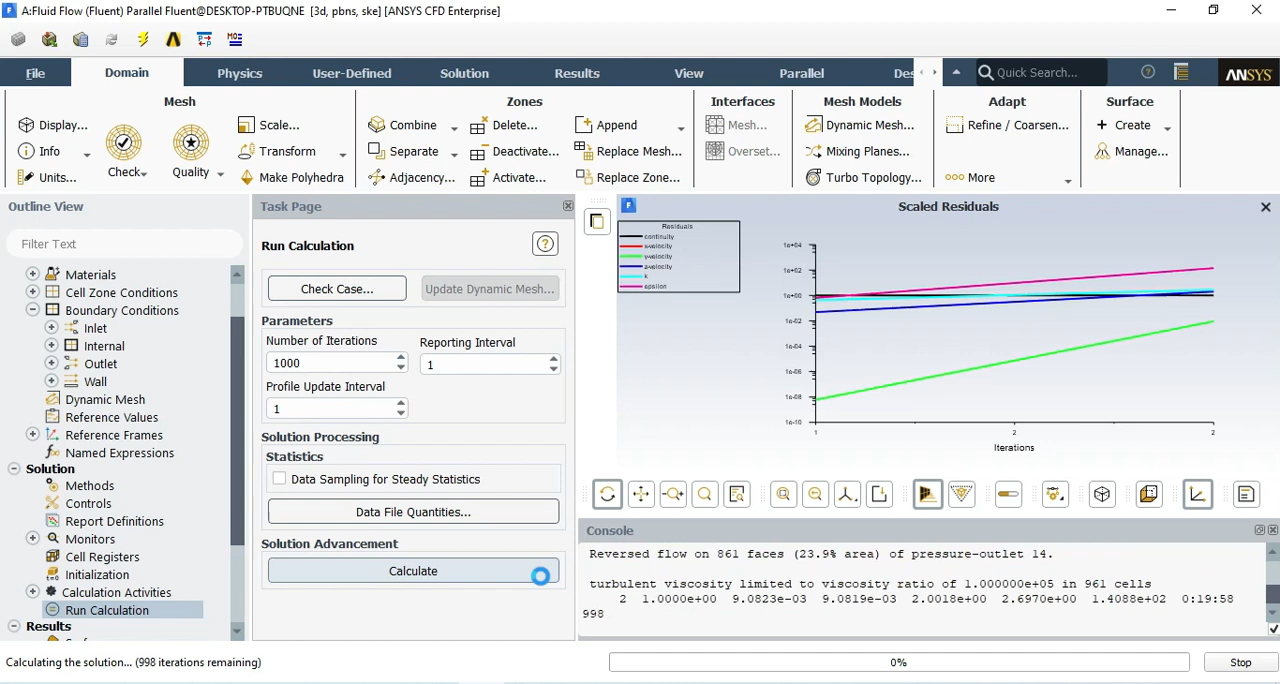 A:Fluid Flow (Fluent) Parallel Fluent@DESKTOP-PTBUQNE [3d, pbns, ske] [ANSYS CFD Enterprise]
File Domain Physics User-Defined Solution Results View Parallel Des Quick Search... ANSYS
Mesh
Display...
Info
Units...
Check
Quality
Scale...
Transform
Make Polyhedra
Zones
Combine
Separate
Adjacency...
Delete...
Deactivate...
Activate...
Append
Replace Mesh...
Replace Zone...
Interfaces
Mesh...
Overset...
Mesh Models
Dynamic Mesh...
Mixing Planes...
Turbo Topology...
Adapt
Refine / Coarsen...
More
Surface
Create
Manage...
Outline View
Filter Text
Materials
Cell Zone Conditions
Boundary Conditions
Inlet
Internal
Outlet
Wall
Dynamic Mesh
Reference Values
Reference Frames
Named Expressions
Solution
Methods
Controls
Report Definitions
Monitors
Cell Registers
Initialization
Calculation Activities
Run Calculation
Results
Task Page
Run Calculation
Check Case... Update Dynamic Mesh...
Parameters
Number of Iterations
1000
Reporting Interval
1
Profile Update Interval
1
Solution Processing
Statistics
Data Sampling for Steady Statistics
Data File Quantities...
Solution Advancement
Calculate
Scaled Residuals
Residuals
continuity
x-velocity
y-velocity
z-velocity
k
epsilon
1e+04
1e+02
1e+00
1e-02
1e-04
1e-06
1e-08
1e-10
1 2 2
Iterations
Console
Reversed flow on 861 faces (23.9% area) of pressure-outlet 14.
turbulent viscosity limited to viscosity ratio of 1.000000e+05 in 961 cells
2 1.0000e+00 9.0823e-03 9.0819e-03 2.0018e+00 2.6970e+00 1.4088e+02 0:19:58
998
Calculating the solution... (998 iterations remaining)
0%
Stop